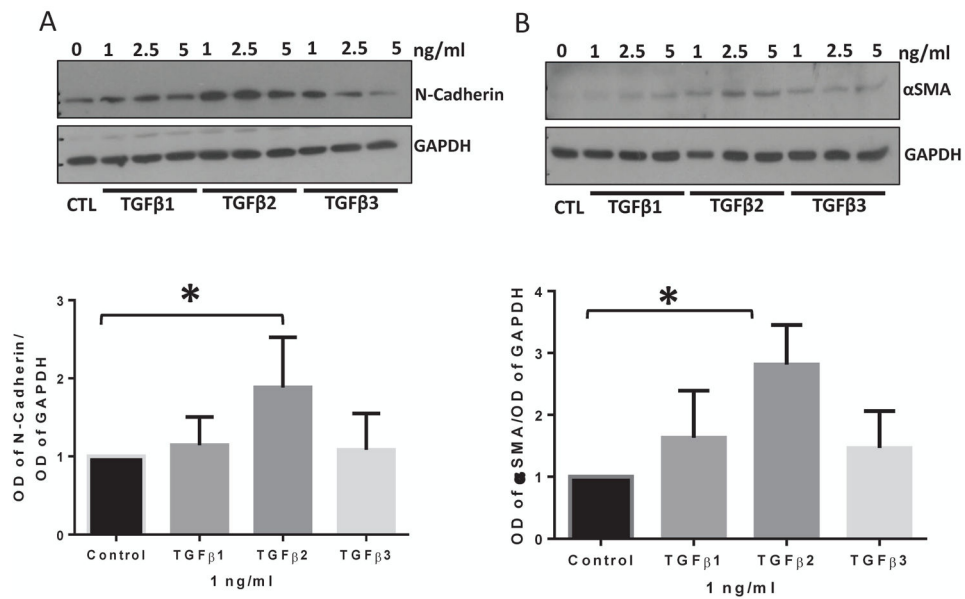 A
0 1 2.5 5 1 2.5 5 1 2.5 5 ng/ml
N-Cadherin
GAPDH
CTL TGFβ1 TGFβ2 TGFβ3
B
0 1 2.5 5 1 2.5 5 1 2.5 5 ng/ml
αSMA
GAPDH
CTL TGFβ1 TGFβ2 TGFβ3
OD of N-Cadherin/
OD of GAPDH
3
2
1
0
*
Control TGFβ1 TGFβ2 TGFβ3
1 ng/ml
OD of αSMA/OD of GAPDH
4
3
2
1
0
*
Control TGFβ1 TGFβ2 TGFβ3
1 ng/ml